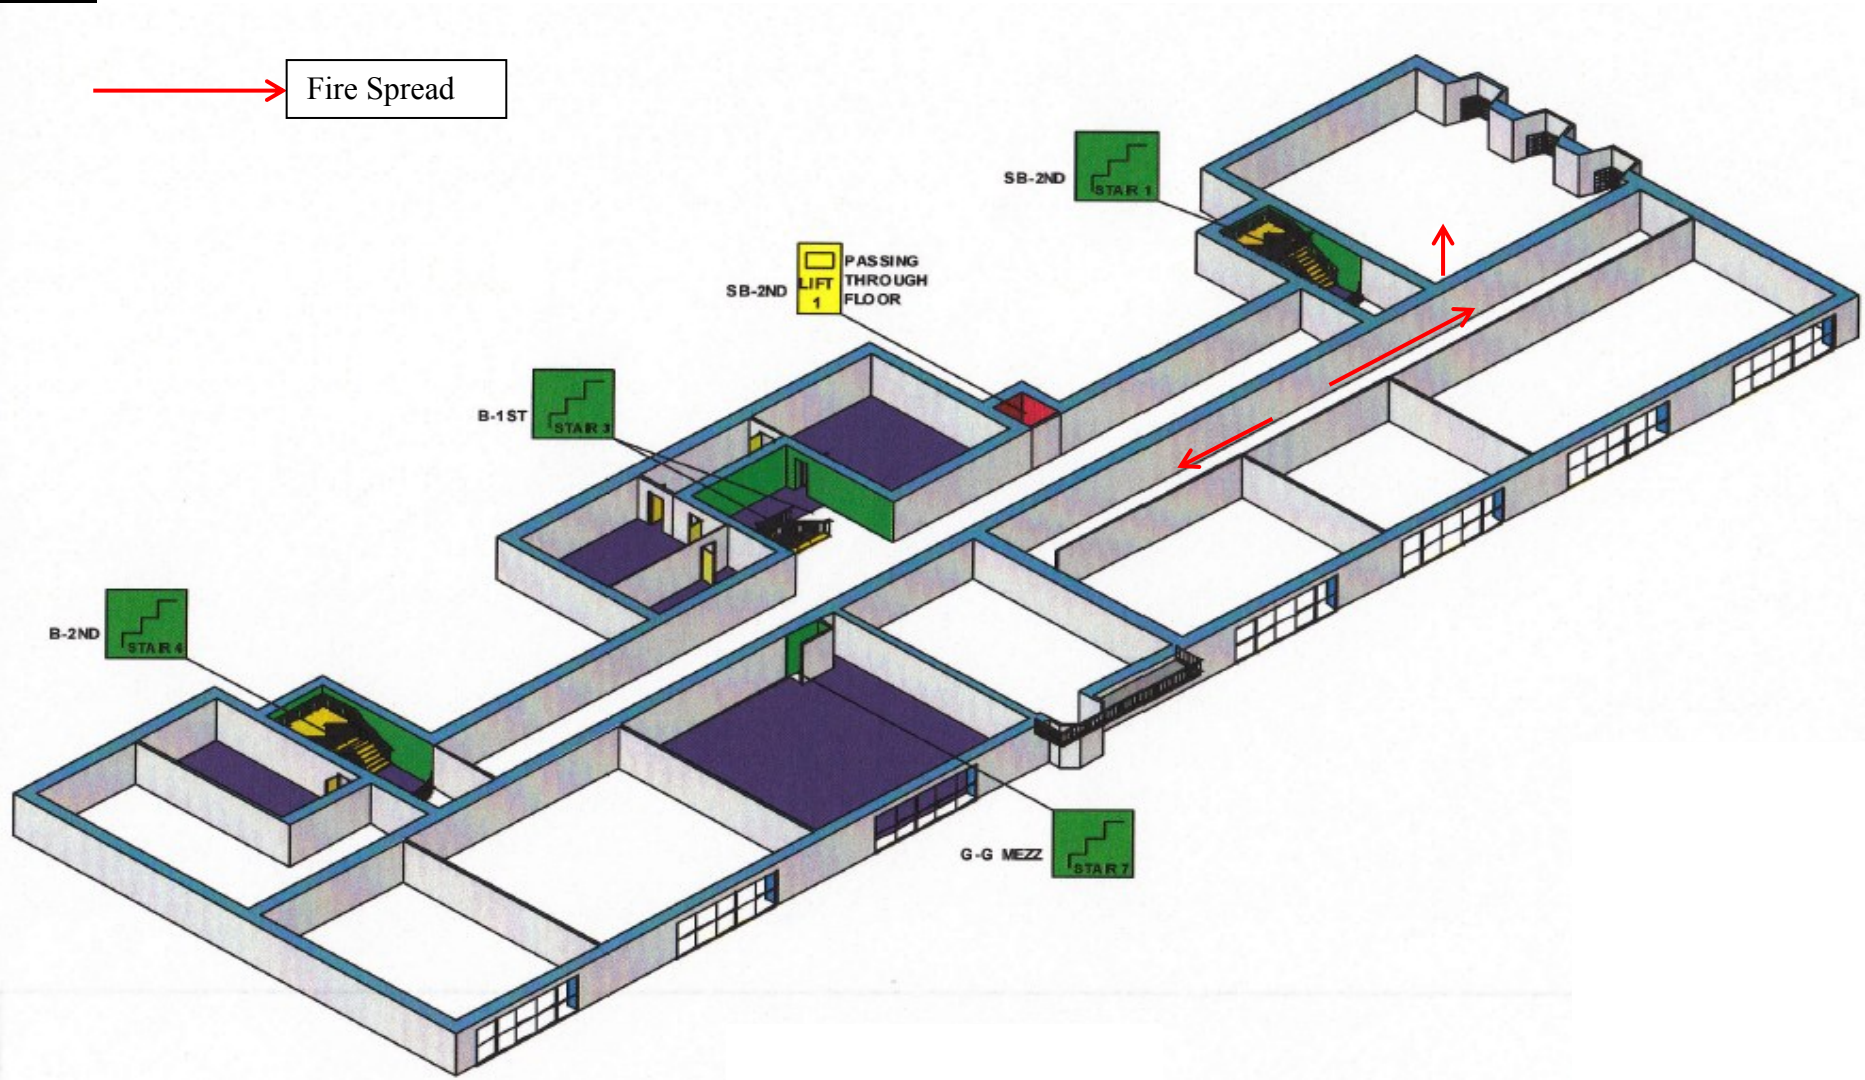 Fire Spread
SB-2ND
STAIR 1
PASSING
THROUGH
FLOOR
SB-2ND
LIFT
1
B-1ST
STAIR 3
B-2ND
STAIR 4
G-G MEZZ
STAIR 7